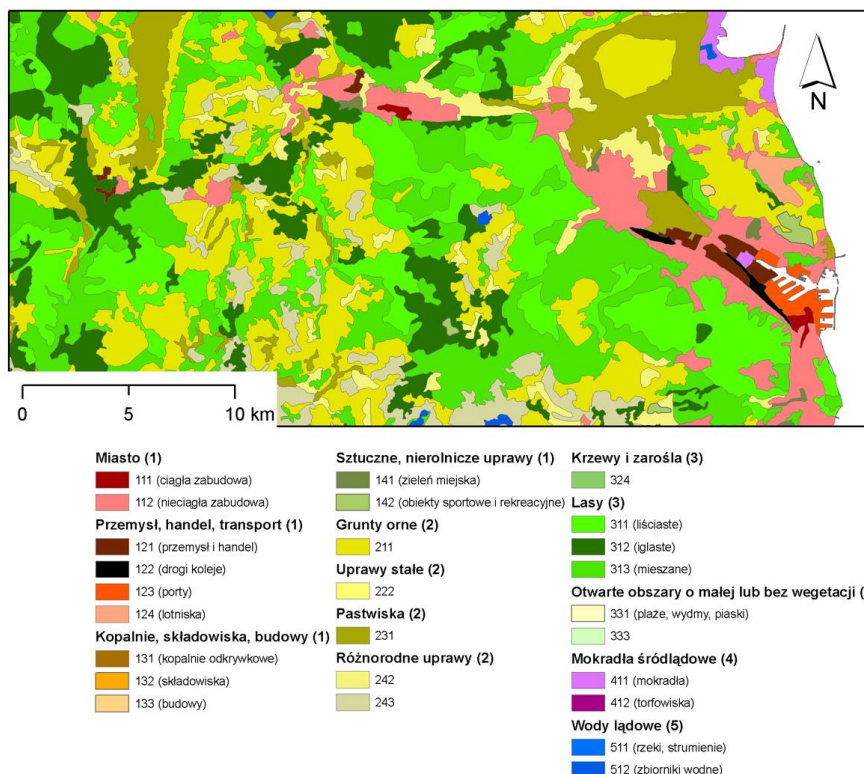 N
0 5 10 km
Miasto (1)
111 (ciągła zabudowa)
112 (nieciągła zabudowa)
Przemysł, handel, transport (1)
121 (przemysł i handel)
122 (drogi koleje)
123 (porty)
124 (lotniska)
Kopalnie, składowiska, budowy (1)
131 (kopalnie odkrywkowe)
132 (składowiska)
133 (budowy)
Sztuczne, nierolnicze uprawy (1)
141 (zieleń miejska)
142 (obiekty sportowe i rekreacyjne)
Grunty orne (2)
211
Uprawy stałe (2)
222
Pastwiska (2)
231
Różnorodne uprawy (2)
242
243
Krzewy i zarośla (3)
324
Lasy (3)
311 (liściaste)
312 (iglaste)
313 (mieszane)
Otwarte obszary o małej lub bez wegetacji (
331 (plaże, wydmy, piaski)
333
Mokradła śródlądowe (4)
411 (mokradła)
412 (torfowiska)
Wody lądowe (5)
511 (rzeki, strumienie)
512 (zbiorniki wodne)